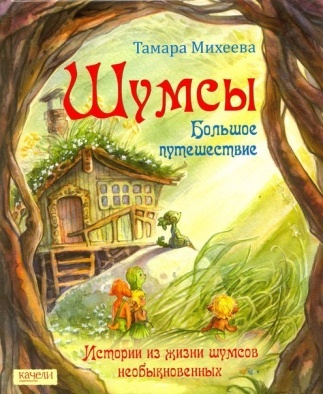 Тамара Михеева
Шумсы
Большое
путешествие
Истории из жизни шумсов
необыкновенных
КАЧЕЛИ